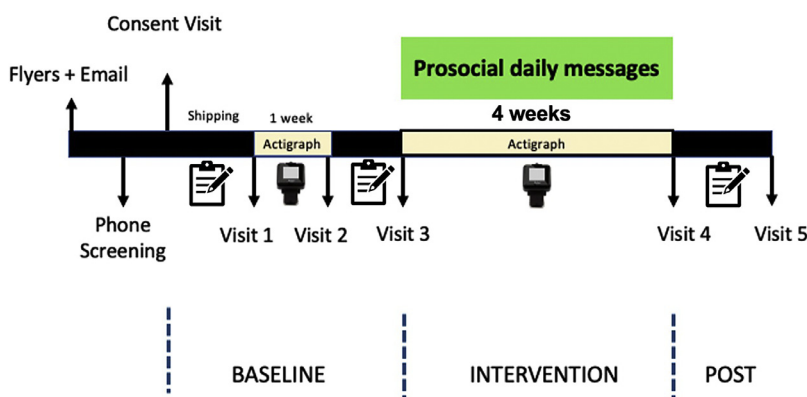 Consent Visit
Flyers + Email
Prosocial daily messages
Shipping
1 week
4 weeks
Actigraph
Actigraph
Phone
Screening
Visit 1
Visit 2
Visit 3
Visit 4
Visit 5
BASELINE
INTERVENTION
POST